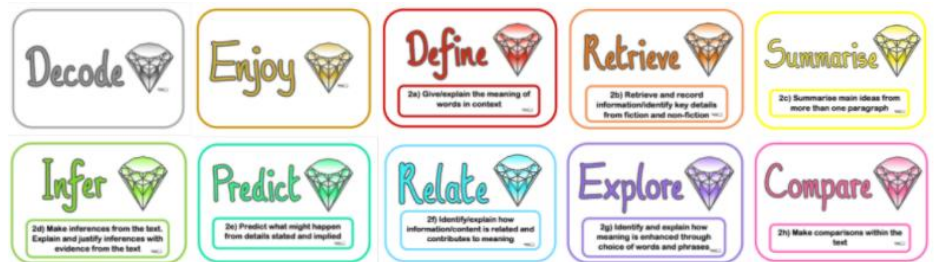 Decode
Enjoy
Define
2a) Give/explain the meaning of
words in context
Retrieve
2b) Retrieve and record
information/identify key details
from fiction and non-fiction
Summarise
2c) Summarise main ideas from
more than one paragraph
Infer
2d) Make inferences from the text.
Explain and justify inferences with
evidence from the text
Predict
2e) Predict what might happen
from details stated and implied
Relate
2f) Identify/explain how
information/content is related and
contributes to meaning
Explore
2g) Identify and explain how
meaning is enhanced through
choice of words and phrases
Compare
2h) Make comparisons within the
text